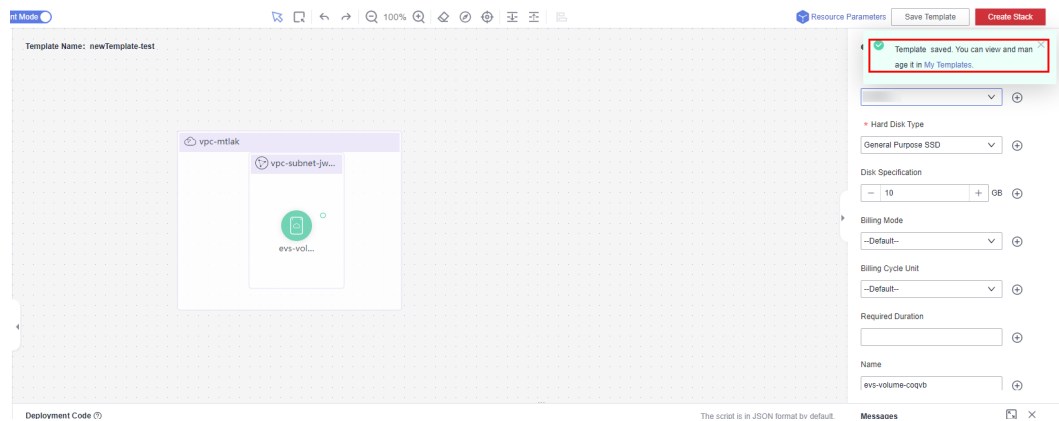 nt Mode
100%
Resource Parameters
Save Template
Create Stack
Template Name: newTemplate-test
Template saved. You can view and man
age it in My Templates.
vpc-mtlak
vpc-subnet-jw...
evs-vol...
* Hard Disk Type
General Purpose SSD
Disk Specification
10
GB
Billing Mode
--Default--
Billing Cycle Unit
--Default--
Required Duration
Name
evs-volume-coqvb
Deployment Code
The script is in JSON format by default.
Messages